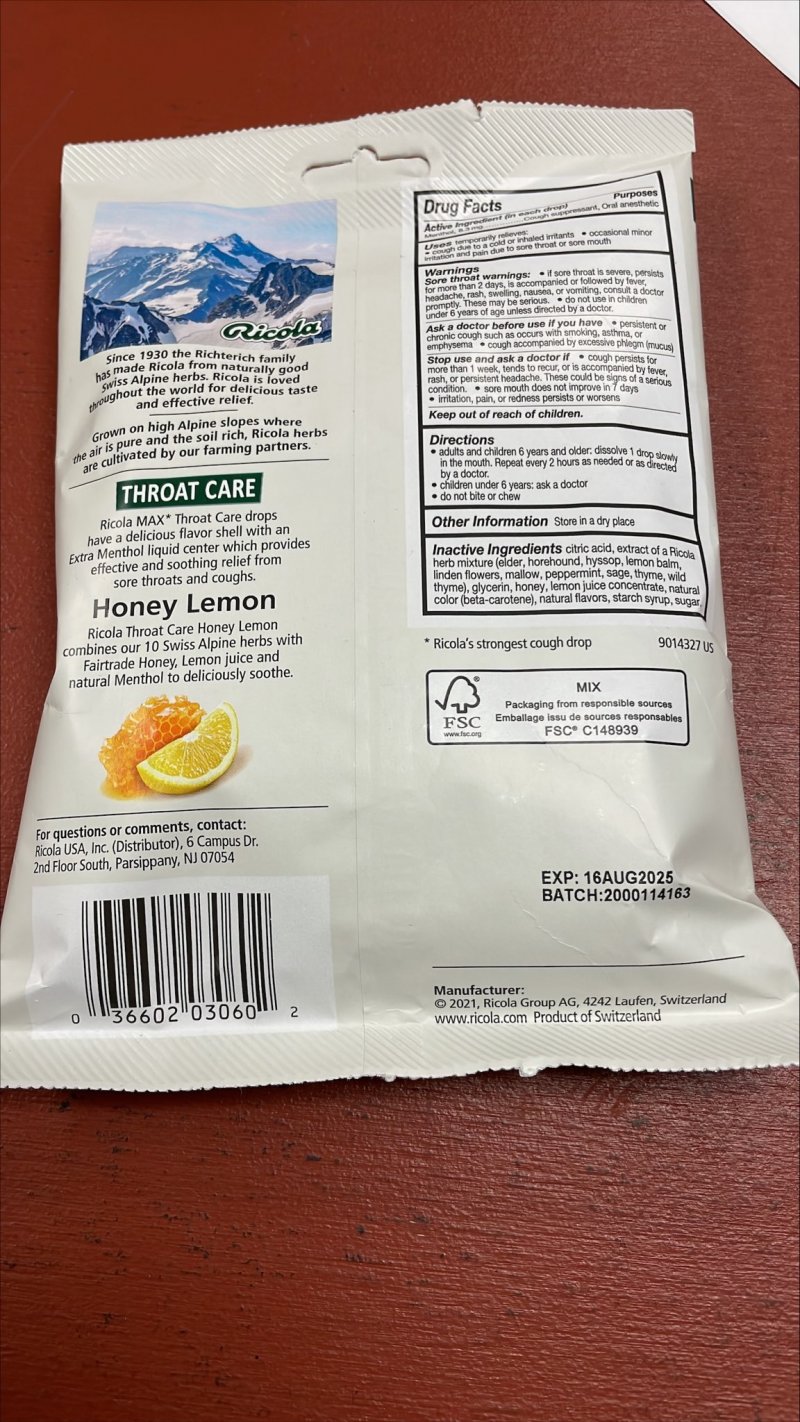 Ricola
Since 1930 the Richterich family
has made Ricola from naturally good
Swiss Alpine herbs. Ricola is loved
throughout the world for delicious taste
and effective relief.
Grown on high Alpine slopes where
the air is pure and the soil rich, Ricola herbs
are cultivated by our farming partners.
THROAT CARE
Ricola MAX* Throat Care drops
have a delicious flavor shell with an
Extra Menthol liquid center which provides
effective and soothing relief from
sore throats and coughs.
Honey Lemon
Ricola Throat Care Honey Lemon
combines our 10 Swiss Alpine herbs with
Fairtrade Honey, Lemon juice and
natural Menthol to deliciously soothe.
For questions or comments, contact:
Ricola USA, Inc. (Distributor), 6 Campus Dr.
2nd Floor South, Parsippany, NJ 07054
0 36602 03060 2
Drug Facts
Active Ingredient (in each drop) Purposes
Menthol, 8.3 mg..................Cough suppressant, Oral anesthetic
Uses temporarily relieves:
• cough due to a cold or inhaled irritants • occasional minor
irritation and pain due to sore throat or sore mouth
Warnings
Sore throat warnings: • if sore throat is severe, persists
for more than 2 days, is accompanied or followed by fever,
headache, rash, swelling, nausea, or vomiting, consult a doctor
promptly. These may be serious. • do not use in children
under 6 years of age unless directed by a doctor.
Ask a doctor before use if you have • persistent or
chronic cough such as occurs with smoking, asthma, or
emphysema • cough accompanied by excessive phlegm (mucus)
Stop use and ask a doctor if • cough persists for
more than 1 week, tends to recur, or is accompanied by fever,
rash, or persistent headache. These could be signs of a serious
condition. • sore mouth does not improve in 7 days
• irritation, pain, or redness persists or worsens
Keep out of reach of children.
Directions
• adults and children 6 years and older: dissolve 1 drop slowly
in the mouth. Repeat every 2 hours as needed or as directed
by a doctor.
• children under 6 years: ask a doctor
• do not bite or chew
Other Information Store in a dry place
Inactive Ingredients citric acid, extract of a Ricola
herb mixture (elder, horehound, hyssop, lemon balm,
linden flowers, mallow, peppermint, sage, thyme, wild
thyme), glycerin, honey, lemon juice concentrate, natural
color (beta-carotene), natural flavors, starch syrup, sugar
* Ricola's strongest cough drop 9014327 US
FSC®
www.fsc.org
MIX
Packaging from responsible sources
Emballage issu de sources responsables
FSC® C148939
EXP: 16AUG2025
BATCH:2000114163
Manufacturer:
© 2021, Ricola Group AG, 4242 Laufen, Switzerland
www.ricola.com Product of Switzerland